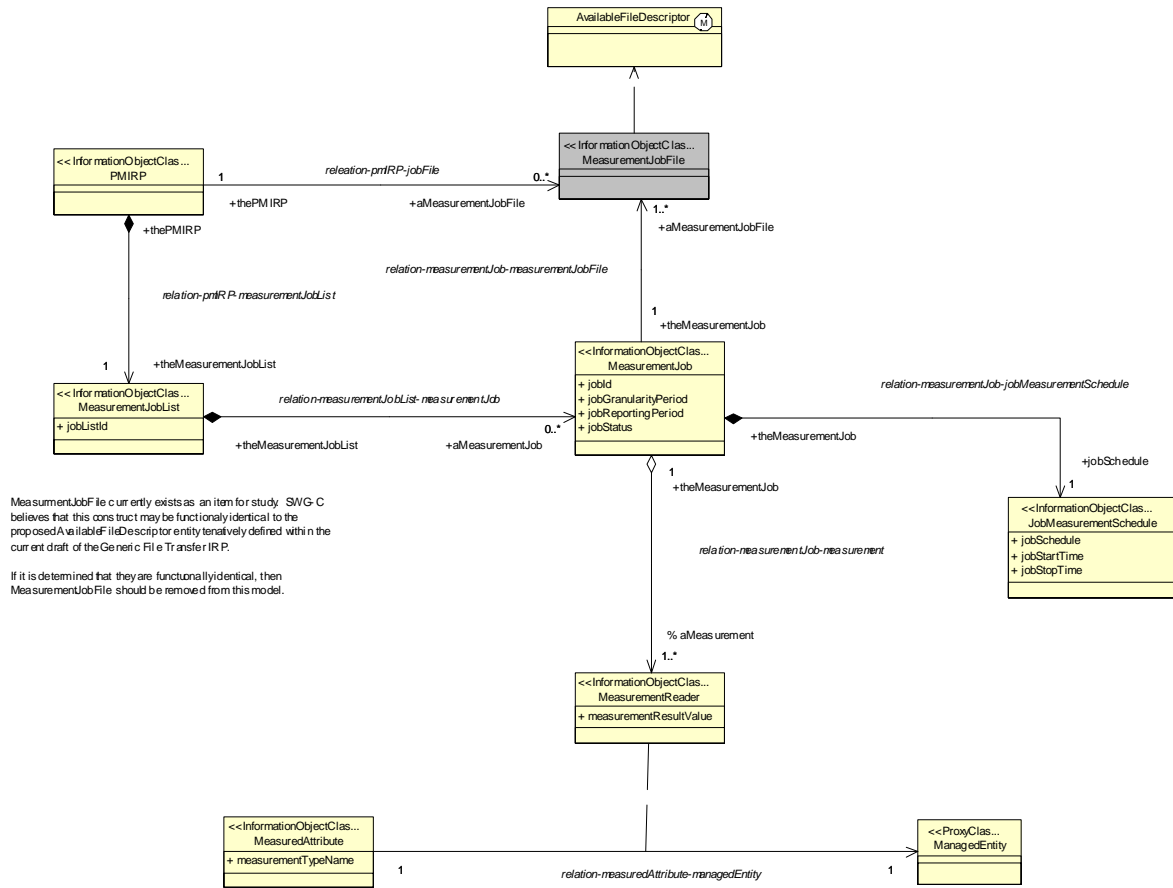 AvailableFileDescriptor
M
<<InformationObjectClas...
MeasurementJobFile
<<InformationObjectClas...
PMIRP
1
releation-pmIRP-jobFile
0..*
+thePMIRP
+aMeasurementJobFile
1..*
+aMeasurementJobFile
+thePMIRP
relation-measurementJob-measurementJobFile
relation-pmIRP-measurementJobList
1
+theMeasurementJob
1
+theMeasurementJobList
<<InformationObjectClas...
MeasurementJob
+ jobId
+ jobGranularityPeriod
+ jobReportingPeriod
+ jobStatus
relation-measurementJob-jobMeasurementSchedule
<<InformationObjectClas...
MeasurementJobList
+ jobListId
relation-measurementJobList-measurementJob
0..*
+theMeasurementJobList
+aMeasurementJob
+theMeasurementJob
+jobSchedule
1
1
+theMeasurementJob
<<InformationObjectClas...
JobMeasurementSchedule
+ jobSchedule
+ jobStartTime
+ jobStopTime
MeasurmentJobFile currently exists as an item for study. SWG-C
believes that this construct may be functionaly identical to the
proposed AvailableFileDescriptor entity tenatively defined within the
current draft of the Generic File Transfer IRP.
If it is determined that they are functuonally identical, then
MeasurementJobFile should be removed from this model.
relation-measurementJob-measurement
% aMeasurement
1..*
<<InformationObjectClas...
MeasurementReader
+ measurementResultValue
<<InformationObjectClas...
MeasuredAttribute
+ measurementTypeName
1
relation-measuredAttribute-managedEntity
1
<<ProxyClas...
ManagedEntity